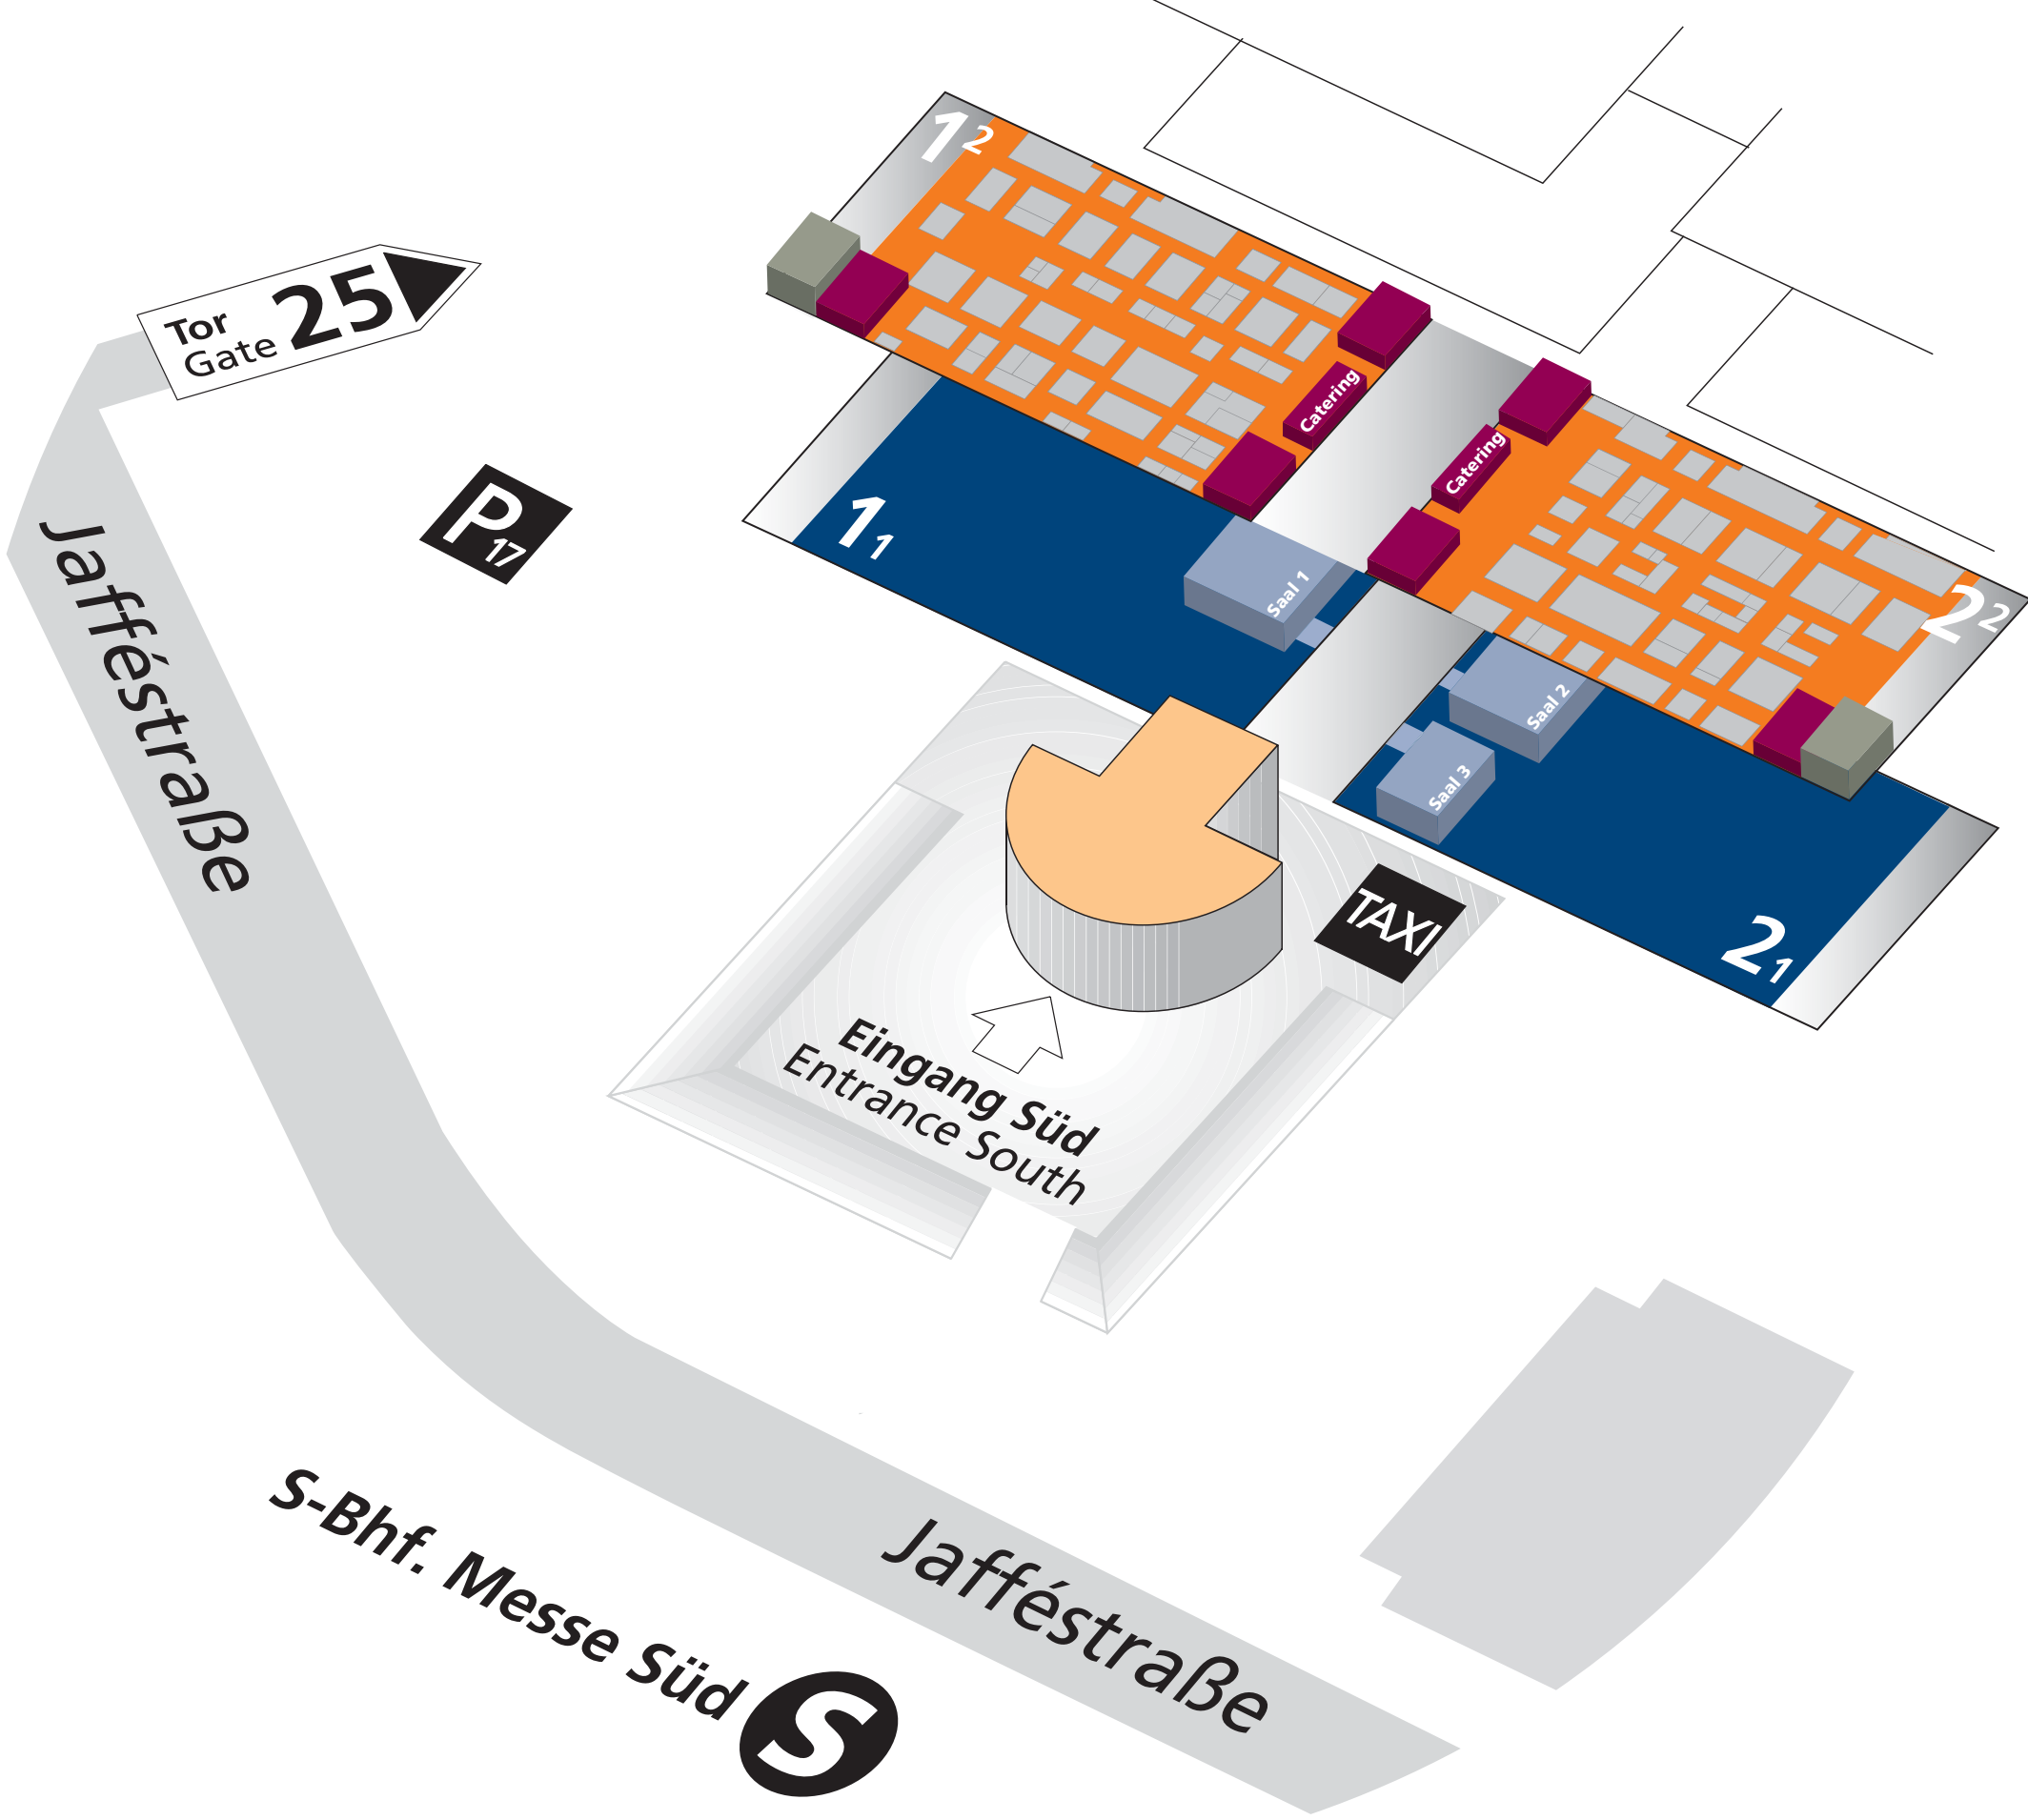 1 2
Tor
Gate 25
Catering
Catering
P 17
1 1
Jafféstraße
Saal 1
2 2
Saal 2
Saal 3
TAXI
2 1
Eingang Süd
Entrance South
S-Bhf. Messe Süd S
Jafféstraße